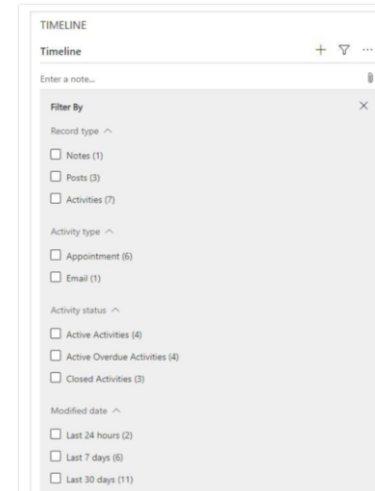 TIMELINE
Timeline
Enter a note...
Filter By
Record type
Notes (1)
Posts (3)
Activities (7)
Activity type
Appointment (6)
Email (1)
Activity status
Active Activities (4)
Active Overdue Activities (4)
Closed Activities (3)
Modified date
Last 24 hours (2)
Last 7 days (6)
Last 30 days (11)